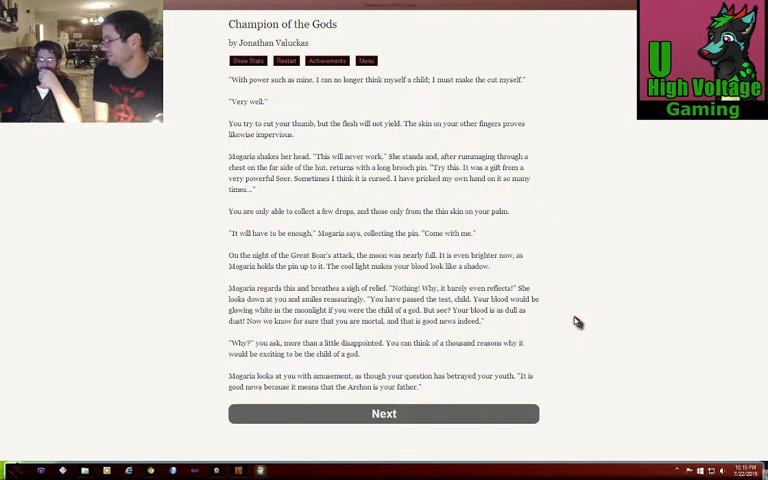 Champion of the Gods
Champion of the Gods
by Jonathan Valuckas
Show Stats Restart Achievements Menu
"With power such as mine, I can no longer think myself a child; I must make the cut myself."
"Very well."
You try to cut your thumb, but the flesh will not yield. The skin on your other fingers proves
likewise impervious.
Mogaria shakes her head. "This will never work." She stands and, after rummaging through a
chest on the far side of the hut, returns with a long brooch pin. "Try this. It was a gift from a
very powerful Seer. Sometimes I think it is cursed. I have pricked my own hand on it so many
times..."
You are only able to collect a few drops, and those only from the thin skin on your palm.
"It will have to be enough," Mogaria says, collecting the pin. "Come with me."
On the night of the Great Boar's attack, the moon was nearly full. It is even brighter now, as
Mogaria holds the pin up to it. The cool light makes your blood look like a shadow.
Mogaria regards this and breathes a sigh of relief. "Nothing! Why, it barely even reflects!" She
looks down at you and smiles reassuringly. "You have passed the test, child. Your blood would be
glowing white in the moonlight if you were the child of a god. But see? Your blood is as dull as
dust! Now we know for sure that you are mortal, and that is good news indeed."
"Why?" you ask, more than a little disappointed. You can think of a thousand reasons why it
would be exciting to be the child of a god.
Mogaria looks at you with amusement, as though your question has betrayed your youth. "It is
good news because it means that the Archon is your father."
Next
U
High Voltage
Gaming
10:15 PM
7/22/2015